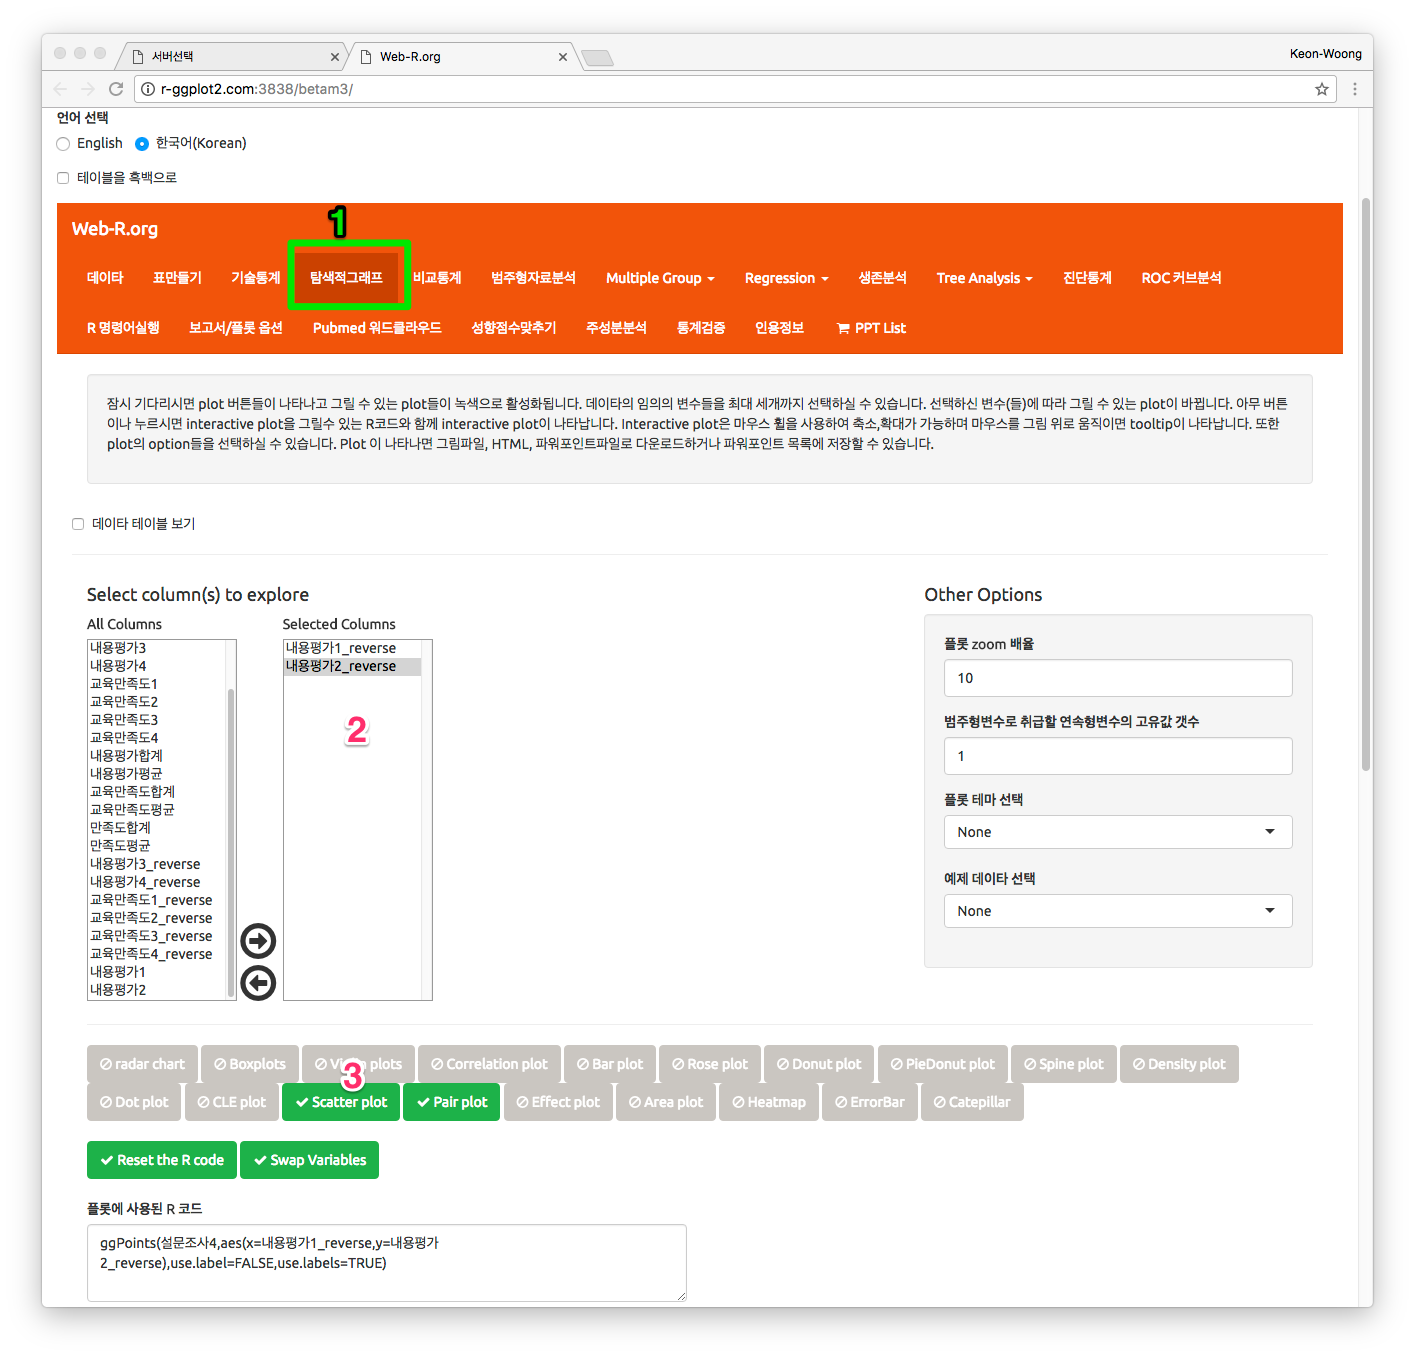 서버선택
Web-R.org
Keon-Woong
r-ggplot2.com:3838/betam3/
언어 선택
English 한국어(Korean)
테이블을 흑백으로
1
Web-R.org
데이타 표만들기 기술통계 탐색적그래프 비교통계 범주형자료분석 Multiple Group Regression 생존분석 Tree Analysis 진단통계 ROC 커브분석
R 명령어실행 보고서/플롯 옵션 Pubmed 워드클라우드 성향점수맞추기 주성분분석 통계검증 인용정보 PPT List
잠시 기다리시면 plot 버튼들이 나타나고 그릴 수 있는 plot들이 녹색으로 활성화됩니다. 데이타의 임의의 변수들을 최대 세개까지 선택하실 수 있습니다. 선택하신 변수(들)에 따라 그릴 수 있는 plot이 바뀝니다. 아무 버튼
이나 누르시면 interactive plot을 그릴수 있는 R코드와 함께 interactive plot이 나타납니다. Interactive plot은 마우스 휠을 사용하여 축소,확대가 가능하며 마우스를 그림 위로 움직이면 tooltip이 나타납니다. 또한
plot의 option들을 선택하실 수 있습니다. Plot 이 나타나면 그림파일, HTML, 파워포인트파일로 다운로드하거나 파워포인트 목록에 저장할 수 있습니다.
데이타 테이블 보기
Select column(s) to explore
All Columns
내용평가3
내용평가4
교육만족도1
교육만족도2
교육만족도3
교육만족도4
내용평가합계
내용평가평균
교육만족도합계
교육만족도평균
만족도합계
만족도평균
내용평가3_reverse
내용평가4_reverse
교육만족도1_reverse
교육만족도2_reverse
교육만족도3_reverse
교육만족도4_reverse
내용평가1
내용평가2
Selected Columns
내용평가1_reverse
내용평가2_reverse
2
Other Options
플롯 zoom 배율
10
범주형변수로 취급할 연속형변수의 고유값 갯수
1
플롯 테마 선택
None
예제 데이타 선택
None
radar chart Boxplots plots Correlation plot Bar plot Rose plot Donut plot PieDonut plot Spine plot Density plot
3
Dot plot CLE plot Scatter plot Pair plot Effect plot Area plot Heatmap ErrorBar Catepillar
Reset the R code Swap Variables
플롯에 사용된 R 코드
ggPoints(설문조사4,aes(x=내용평가1_reverse,y=내용평가
2_reverse),use.label=FALSE,use.labels=TRUE)